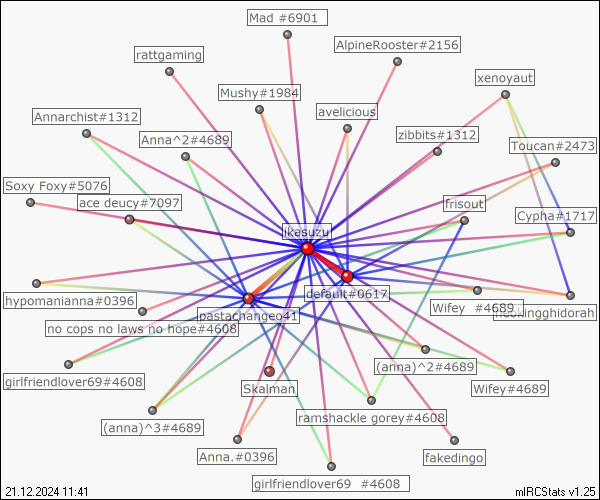 Mad #6901
AlpineRooster#2156
rattgaming
xenoyaut
Mushy#1984
avelicious
Annarchist#1312
zibbits#1312
Anna^2#4689
Toucan#2473
Soxy Foxy#5076
ace deucy#7097
frisout
Cypha#1717
ikasuzu
default#0617
hypomanianna#0396
Wifey  #4689
pastachangeo41
no cops no laws no hope#4608
(anna)^2#4689
girlfriendlover69#4608
Skalman
Wifey#4689
ramshackle gorey#4608
(anna)^3#4689
Anna.#0396
fakedingo
girlfriendlover69  #4608
21.12.2024 11:41
mIRCStats v1.25